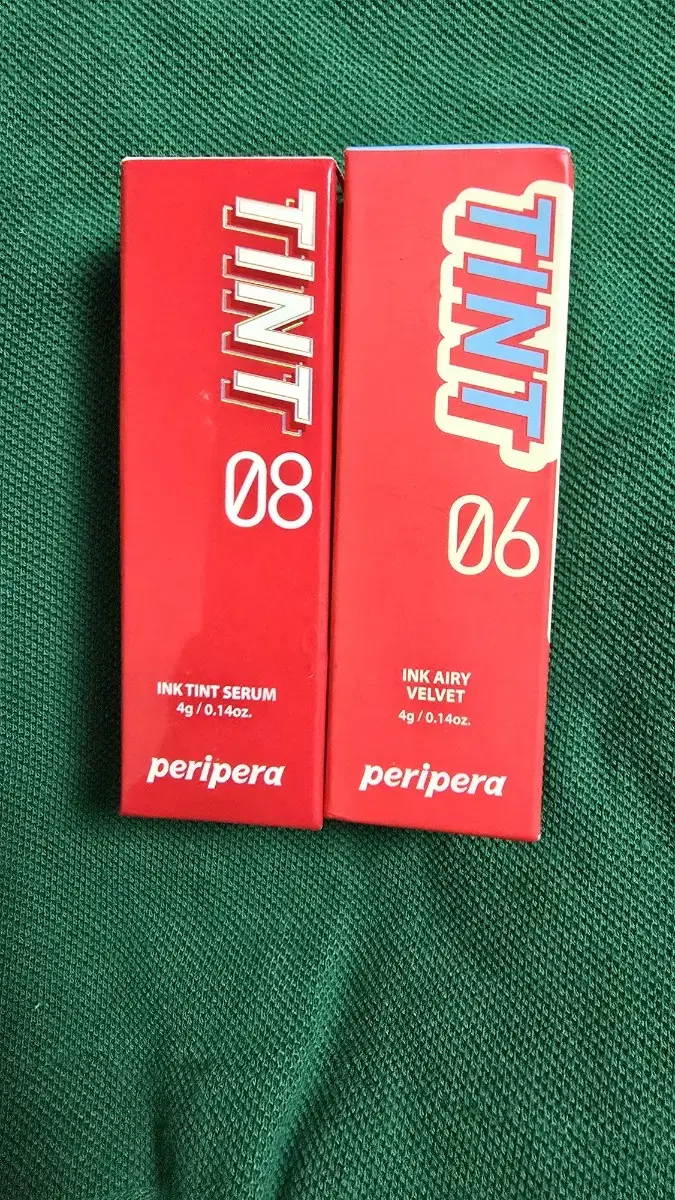 TINT
08
INK TINT SERUM
4g / 0.14oz.
peripera
TINT
06
INK AIRY
VELVET
4g / 0.14oz.
peripera